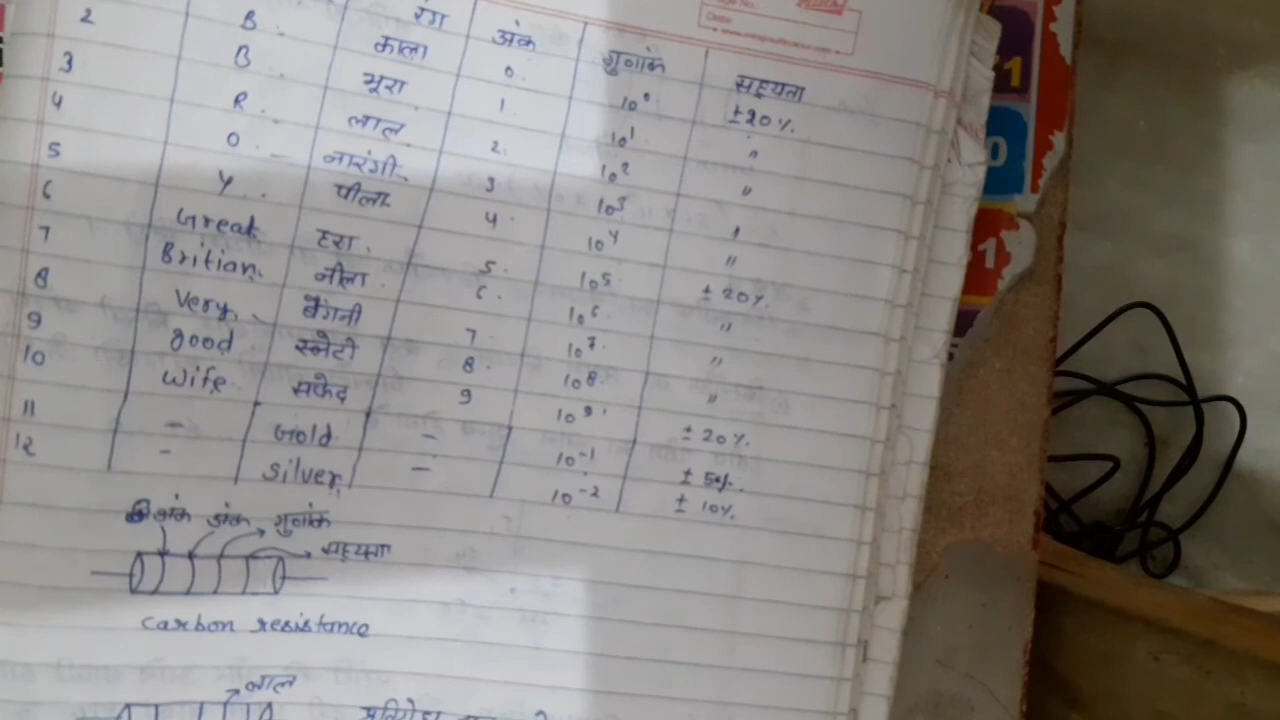 रंग अंक गुणांक सह्यता
2 B. काला 0. 10⁰ ±20%.
3 B भूरा 1 10¹ "
4 R. लाल 2. 10² "
5 O. नारंगी. 3 10³ "
6 Y.. पीला 4. 10⁴ "
7 Great. हरा. 5. 10⁵ ±20%.
8 Britian. नीला. 6. 10⁶ "
9 Very. बैंगनी 7. 10⁷. "
10 good स्लेटी 8. 10⁸. "
Wife. सफेद 9 10⁹. ±20%.
11 - Gold. - 10⁻¹ ±5%.
12 - Silver. - 10⁻² ±10%.
अंक अंक गुणांक
सह्यता
Carbon resistance
लाल
Date